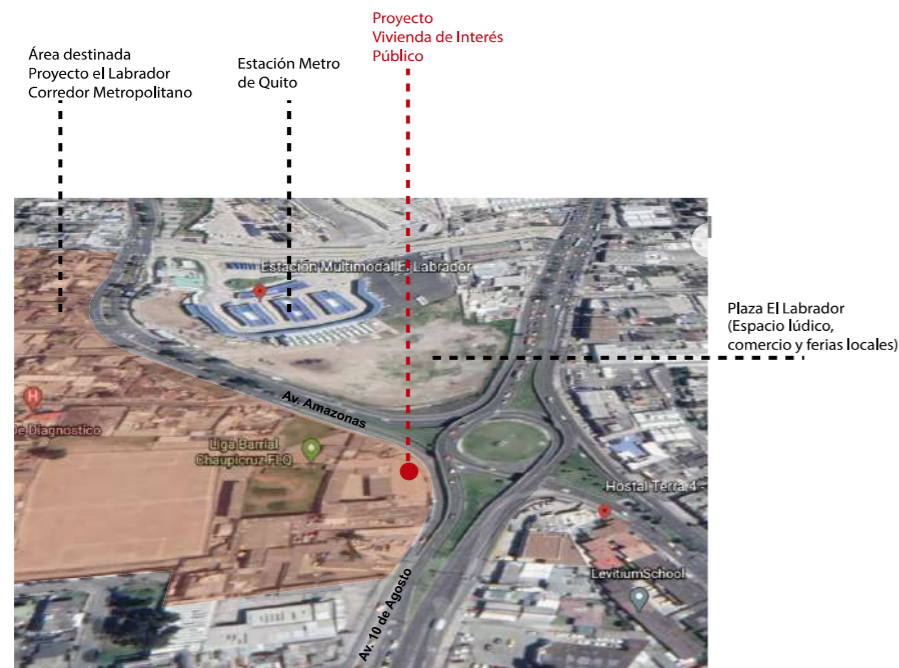 Proyecto
Vivienda de Interés
Público
Área destinada
Proyecto el Labrador
Corredor Metropolitano
Estación Metro
de Quito
Estación Multimodal E. Labrador
Plaza El Labrador
(Espacio lúdico,
comercio y ferias locales)
Av. Amazonas
H
De Diagnostico
Liga Barrial
Chaupicruz FLQ
Hostal Terra 4
LevitiumSchool
Av. 10 de Agosto